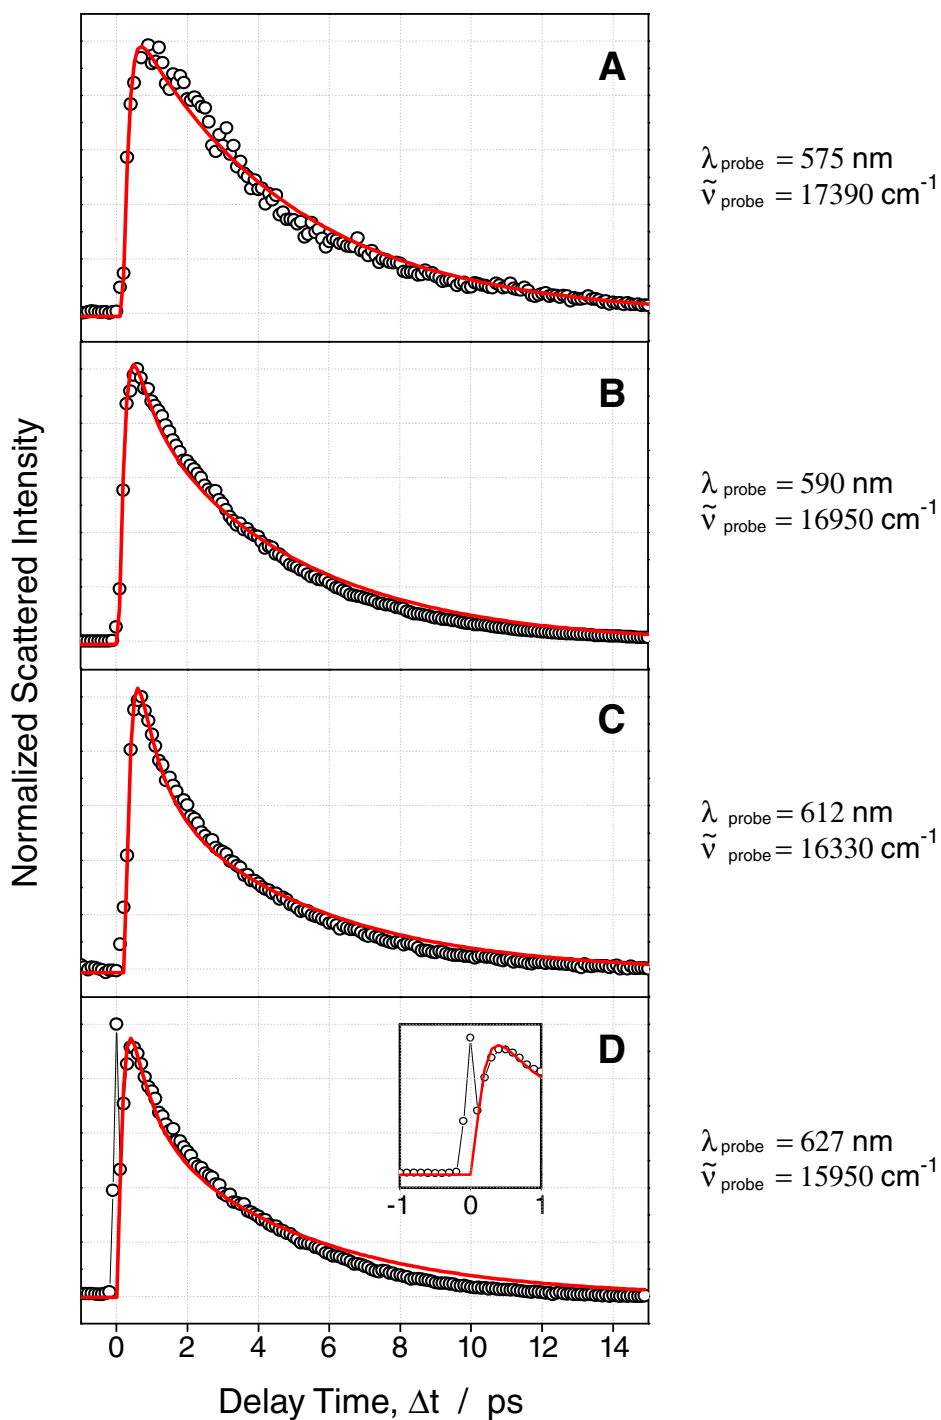 A
λ probe = 575 nm
ν̃ probe = 17390 cm-1
B
λ probe = 590 nm
ν̃ probe = 16950 cm-1
C
λ probe = 612 nm
ν̃ probe = 16330 cm-1
D
-1 0 1
λ probe = 627 nm
ν̃ probe = 15950 cm-1
Normalized Scattered Intensity
0 2 4 6 8 10 12 14
Delay Time, Δt / ps